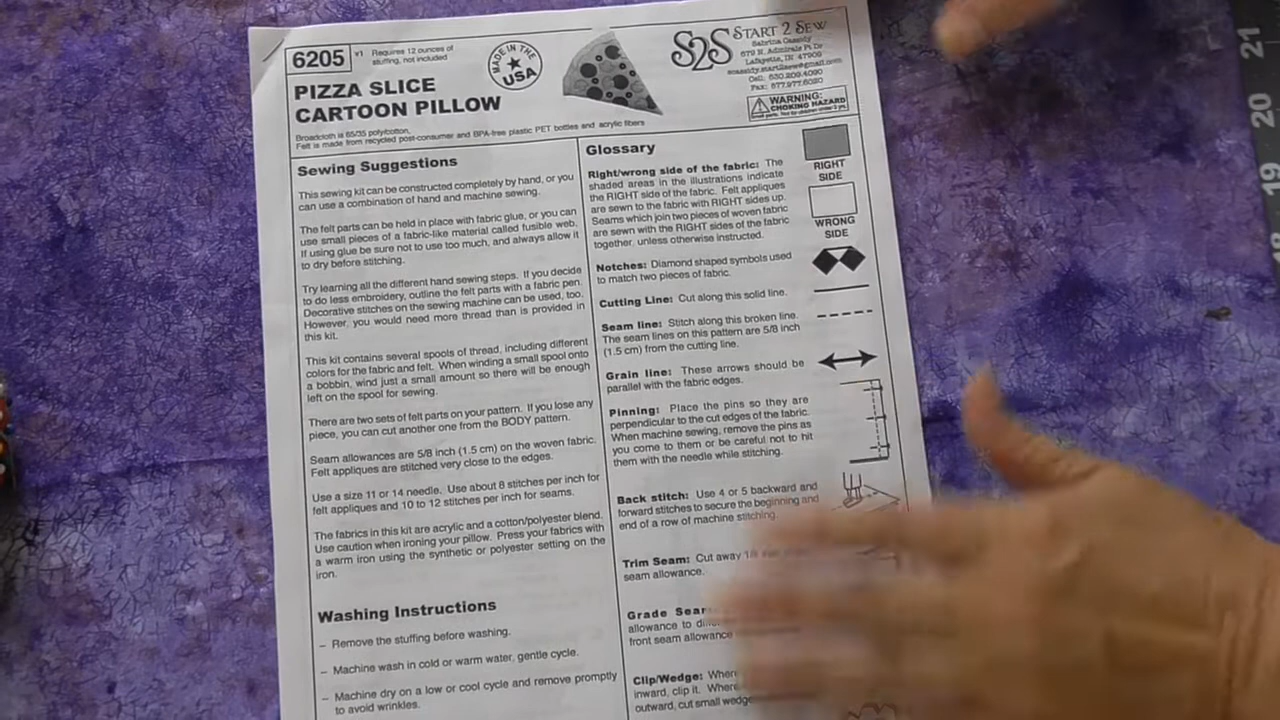 6205 v1 Requires 12 ounces of
stuffing, not included
MADE IN THE
USA
PIZZA SLICE
CARTOON PILLOW
Broadcloth is 65/35 poly/cotton.
Felt is made from recycled post-consumer and BPA-free plastic PET bottles and acrylic fibers
S2S START 2 SEW
Sabrina Cassidy
679 N. Admirals Pt Dr
Lafayette, IN 47909
scassidy.start2sew@gmail.com
Cell: 630.209.4090
Fax: 877.977.6020
WARNING:
CHOKING HAZARD
Sewing Suggestions
This sewing kit can be constructed completely by hand, or you
can use a combination of hand and machine sewing.
The felt parts can be held in place with fabric glue, or you can
use small pieces of a fabric-like material called fusible web.
If using glue be sure not to use too much, and always allow it
to dry before stitching.
Try learning all the different hand sewing steps. If you decide
to do less embroidery, outline the felt parts with a fabric pen.
Decorative stitches on the sewing machine can be used, too.
However, you would need more thread than is provided in
this kit.
This kit contains several spools of thread, including different
colors for the fabric and felt. When winding a small spool onto
a bobbin, wind just a small amount so there will be enough
left on the spool for sewing.
There are two sets of felt parts on your pattern. If you lose any
piece, you can cut another one from the BODY pattern.
Seam allowances are 5/8 inch (1.5 cm) on the woven fabric.
Felt appliques are stitched very close to the edges.
Use a size 11 or 14 needle. Use about 8 stitches per inch for
felt appliques and 10 to 12 stitches per inch for seams.
The fabrics in this kit are acrylic and a cotton/polyester blend.
Use caution when ironing your pillow. Press your fabrics with
a warm iron using the synthetic or polyester setting on the
iron.
Washing Instructions
– Remove the stuffing before washing.
– Machine wash in cold or warm water, gentle cycle.
– Machine dry on a low or cool cycle and remove promptly
to avoid wrinkles.
Glossary
Right/wrong side of the fabric: The
shaded areas in the illustrations indicate
the RIGHT side of the fabric. Felt appliques
are sewn to the fabric with RIGHT sides up.
Seams which join two pieces of woven fabric
are sewn with the RIGHT sides of the fabric
together, unless otherwise instructed.
RIGHT
SIDE
WRONG
SIDE
Notches: Diamond shaped symbols used
to match two pieces of fabric.
Cutting Line: Cut along this solid line.
Seam line: Stitch along this broken line.
The seam lines on this pattern are 5/8 inch
(1.5 cm) from the cutting line.
Grain line: These arrows should be
parallel with the fabric edges.
Pinning: Place the pins so they are
perpendicular to the cut edges of the fabric.
When machine sewing, remove the pins as
you come to them or be careful not to hit
them with the needle while stitching.
Back stitch: Use 4 or 5 backward and
forward stitches to secure the beginning and
end of a row of machine stitching.
Trim Seam: Cut away
seam allowance.
Grade
allowance to
front seam allowance
Clip/Wedge:
inward, clip it.
outward, cut small
21
20
19